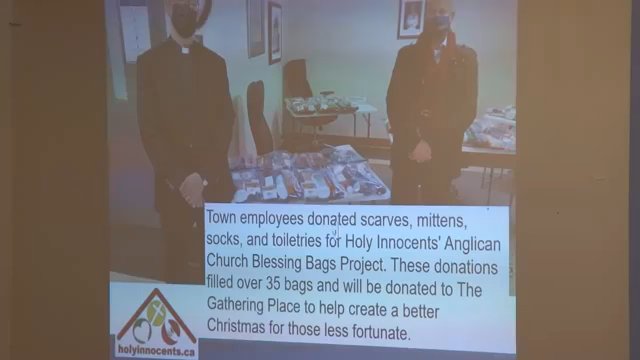 Town employees donated scarves, mittens,
socks, and toiletries for Holy Innocents' Anglican
Church Blessing Bags Project. These donations
filled over 35 bags and will be donated to The
Gathering Place to help create a better
Christmas for those less fortunate.
holyinnocents.ca